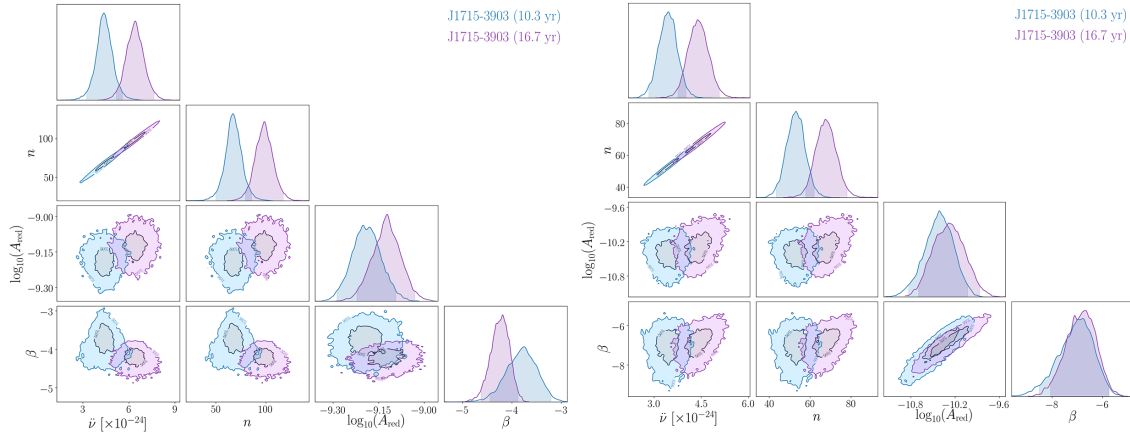 J1715-3903 (10.3 yr)
J1715-3903 (16.7 yr)
n
100
50
log₁₀(A_red)
−9.00
−9.15
−9.30
β
−3
−4
−5
3
6
9
ν̈ [×10⁻²⁴]
50
100
n
−9.30
−9.15
−9.00
log₁₀(A_red)
−5
−4
−3
β
J1715-3903 (10.3 yr)
J1715-3903 (16.7 yr)
n
80
60
40
log₁₀(A_red)
−9.6
−10.2
−10.8
β
−6
−8
3.0
4.5
6.0
ν̈ [×10⁻²⁴]
40
60
80
n
−10.8
−10.2
−9.6
log₁₀(A_red)
−8
−6
β